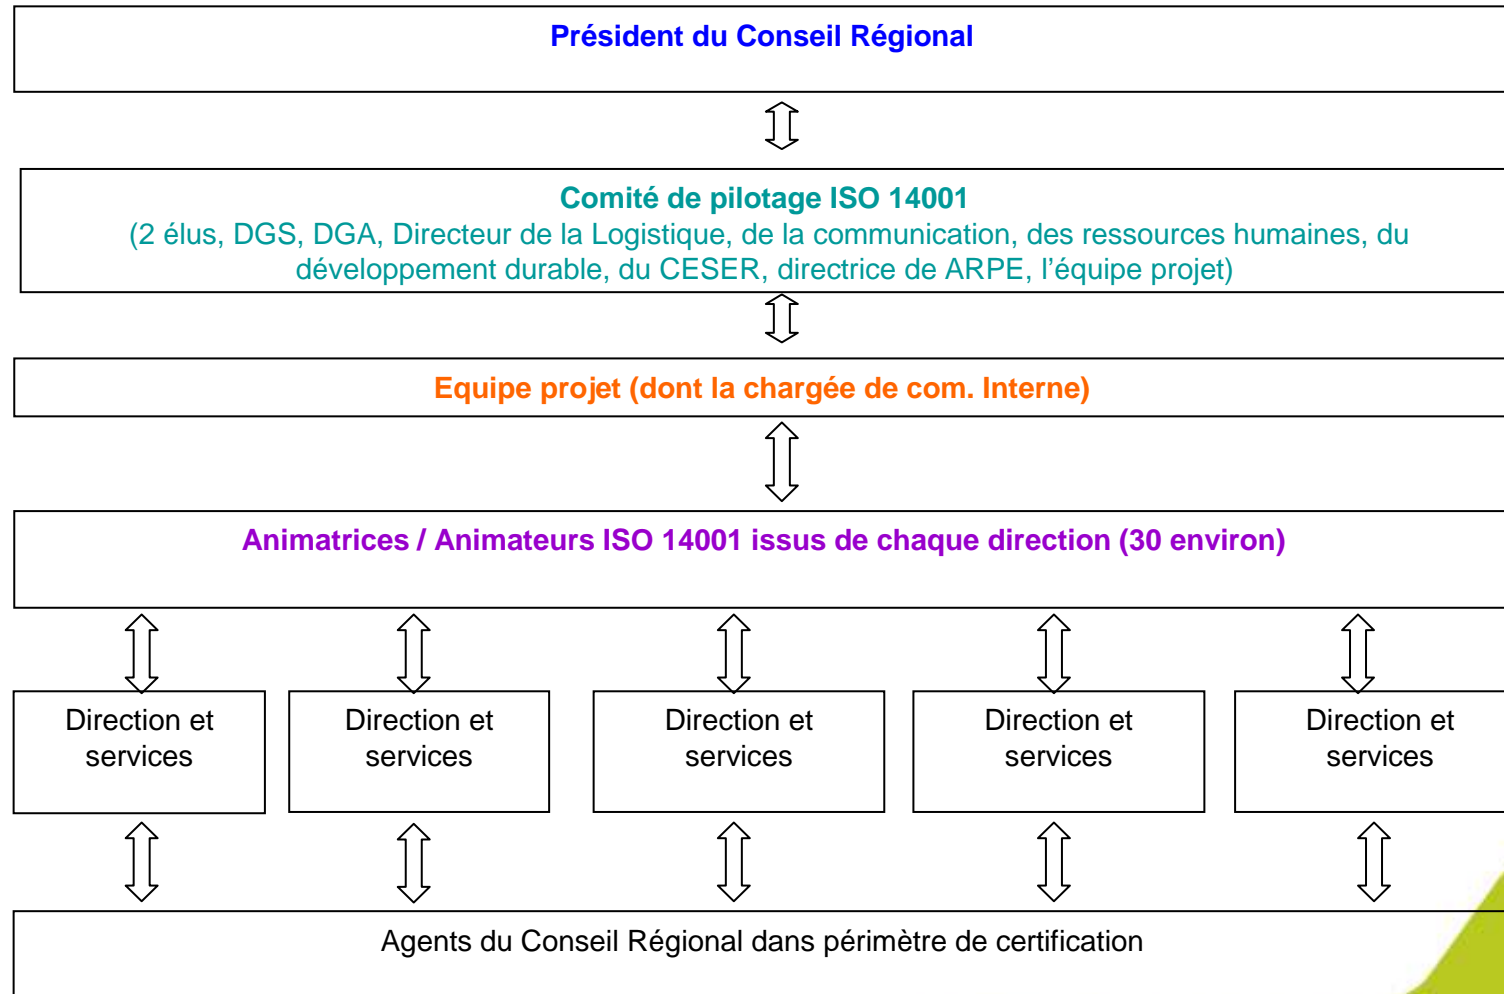 Président du Conseil Régional
Comité de pilotage ISO 14001
(2 élus, DGS, DGA, Directeur de la Logistique, de la communication, des ressources humaines, du
développement durable, du CESER, directrice de ARPE, l'équipe projet)
Equipe projet (dont la chargée de com. Interne)
Animatrices / Animateurs ISO 14001 issus de chaque direction (30 environ)
Direction et
services
Direction et
services
Direction et
services
Direction et
services
Direction et
services
Agents du Conseil Régional dans périmètre de certification